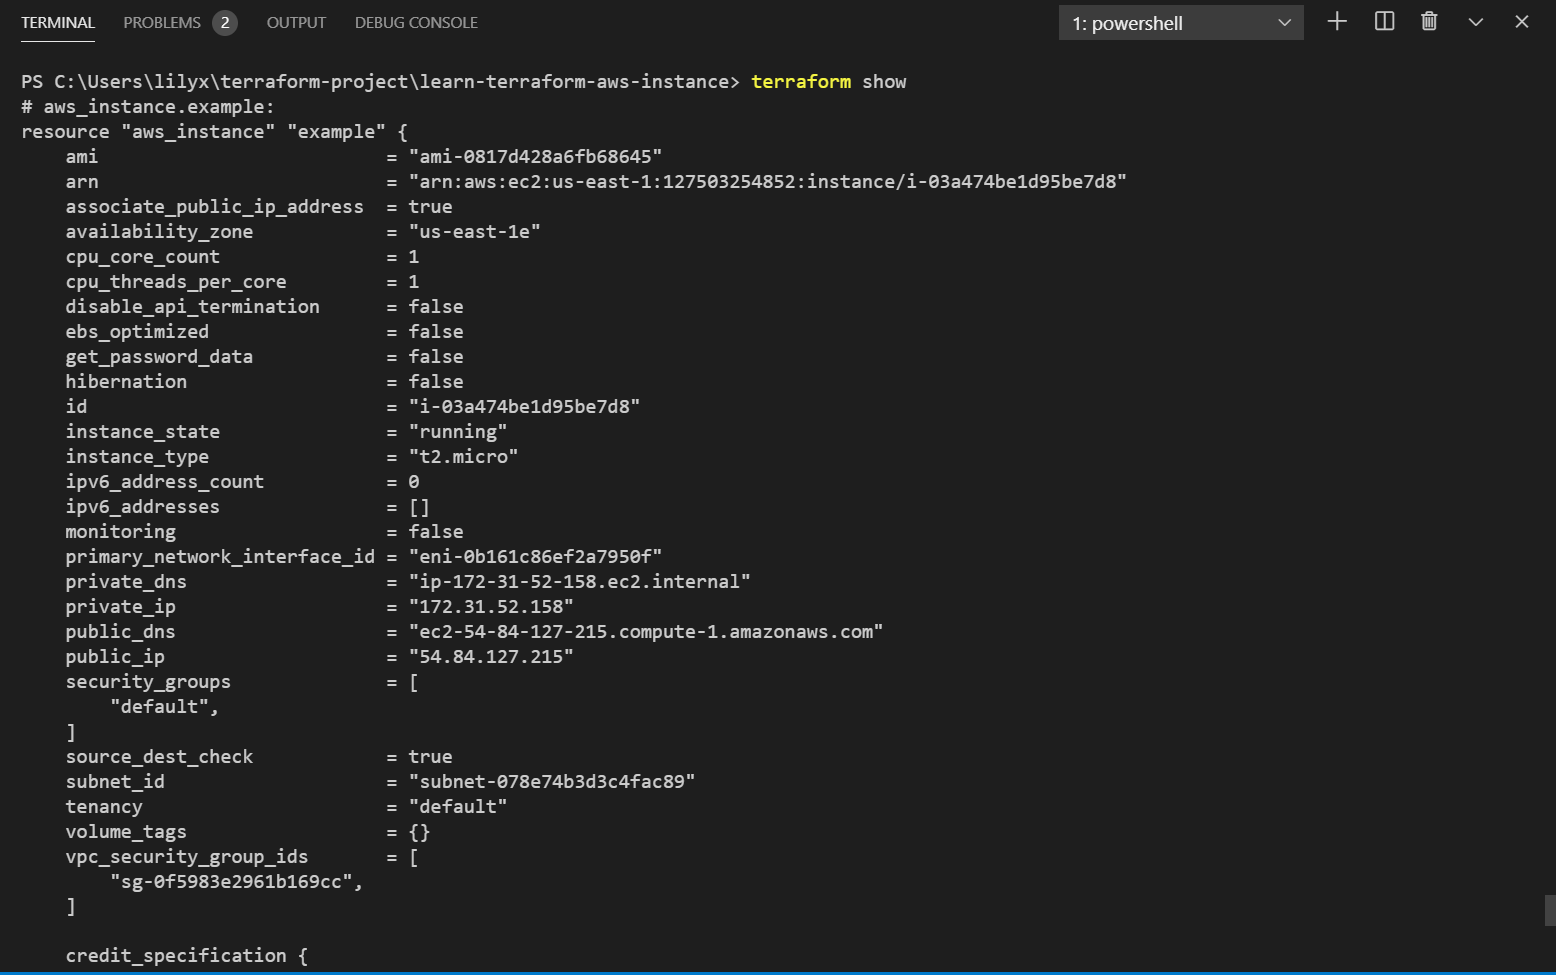 TERMINAL PROBLEMS 2 OUTPUT DEBUG CONSOLE 1: powershell
PS C:\Users\lilyx\terraform-project\learn-terraform-aws-instance> terraform show
# aws_instance.example:
resource "aws_instance" "example" {
    ami                          = "ami-0817d428a6fb68645"
    arn                          = "arn:aws:ec2:us-east-1:127503254852:instance/i-03a474be1d95be7d8"
    associate_public_ip_address  = true
    availability_zone            = "us-east-1e"
    cpu_core_count               = 1
    cpu_threads_per_core         = 1
    disable_api_termination      = false
    ebs_optimized                = false
    get_password_data            = false
    hibernation                  = false
    id                           = "i-03a474be1d95be7d8"
    instance_state               = "running"
    instance_type                = "t2.micro"
    ipv6_address_count           = 0
    ipv6_addresses               = []
    monitoring                   = false
    primary_network_interface_id = "eni-0b161c86ef2a7950f"
    private_dns                  = "ip-172-31-52-158.ec2.internal"
    private_ip                   = "172.31.52.158"
    public_dns                   = "ec2-54-84-127-215.compute-1.amazonaws.com"
    public_ip                    = "54.84.127.215"
    security_groups              = [
        "default",
    ]
    source_dest_check            = true
    subnet_id                    = "subnet-078e74b3d3c4fac89"
    tenancy                      = "default"
    volume_tags                  = {}
    vpc_security_group_ids       = [
        "sg-0f5983e2961b169cc",
    ]
    credit_specification {